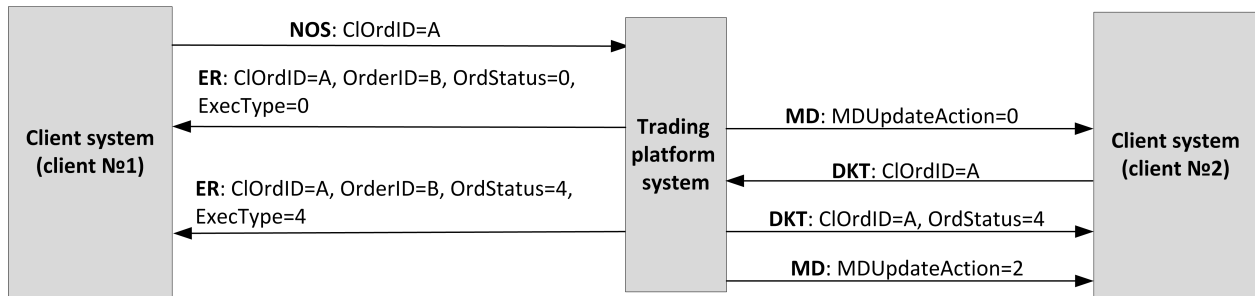 NOS: ClOrdID=A
ER: ClOrdID=A, OrderID=B, OrdStatus=0,
ExecType=0
Client system
(client №1)
Trading
platform
system
MD: MDUpdateAction=0
Client system
(client №2)
DKT: ClOrdID=A
ER: ClOrdID=A, OrderID=B, OrdStatus=4,
ExecType=4
DKT: ClOrdID=A, OrdStatus=4
MD: MDUpdateAction=2